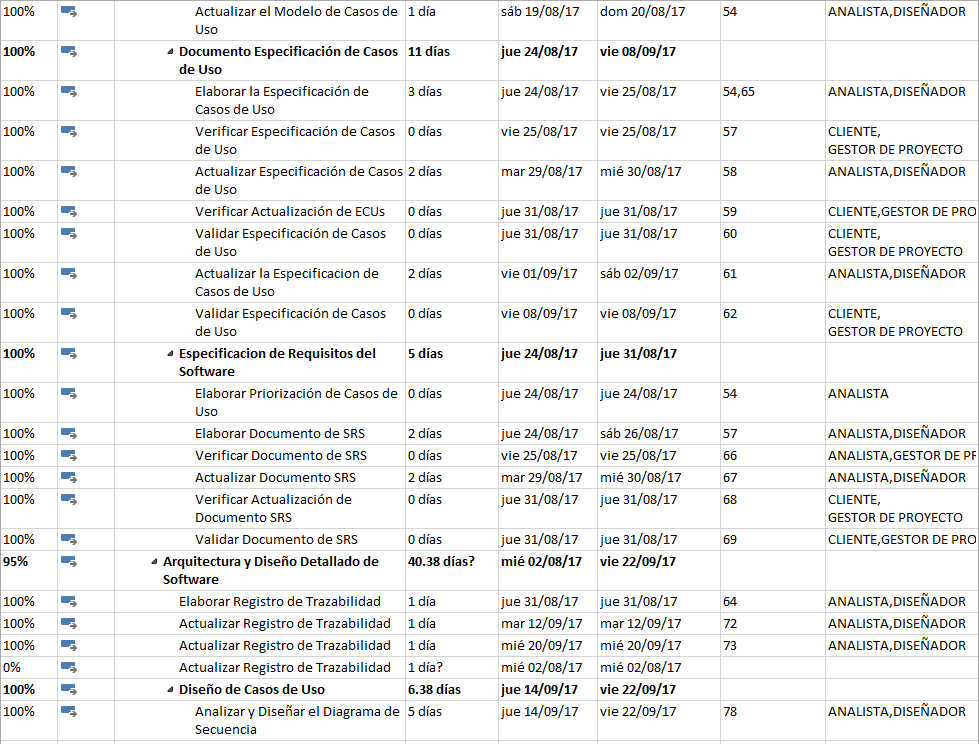 100% Actualizar el Modelo de Casos de 1 día sáb 19/08/17 dom 20/08/17 54 ANALISTA,DISEÑADOR
Uso
100% Documento Especificación de Casos 11 días jue 24/08/17 vie 08/09/17
de Uso
100% Elaborar la Especificación de 3 días jue 24/08/17 vie 25/08/17 54,65 ANALISTA,DISEÑADOR
Casos de Uso
100% Verificar Especificación de Casos 0 días vie 25/08/17 vie 25/08/17 57 CLIENTE,
de Uso GESTOR DE PROYECTO
100% Actualizar Especificación de Casos 2 días mar 29/08/17 mié 30/08/17 58 ANALISTA,DISEÑADOR
de Uso
100% Verificar Actualización de ECUs 0 días jue 31/08/17 jue 31/08/17 59 CLIENTE,GESTOR DE PRO
100% Validar Especificación de Casos 0 días jue 31/08/17 jue 31/08/17 60 CLIENTE,
de Uso GESTOR DE PROYECTO
100% Actualizar la Especificacion de 2 días vie 01/09/17 sáb 02/09/17 61 ANALISTA,DISEÑADOR
Casos de Uso
100% Validar Especificación de Casos 0 días vie 08/09/17 vie 08/09/17 62 CLIENTE,
de Uso GESTOR DE PROYECTO
100% Especificacion de Requisitos del 5 días jue 24/08/17 jue 31/08/17
Software
100% Elaborar Priorización de Casos de 0 días jue 24/08/17 jue 24/08/17 54 ANALISTA
Uso
100% Elaborar Documento de SRS 2 días jue 24/08/17 sáb 26/08/17 57 ANALISTA,DISEÑADOR
100% Verificar Documento de SRS 0 días vie 25/08/17 vie 25/08/17 66 ANALISTA,GESTOR DE PR
100% Actualizar Documento SRS 2 días mar 29/08/17 mié 30/08/17 67 ANALISTA,DISEÑADOR
100% Verificar Actualización de 0 días jue 31/08/17 jue 31/08/17 68 CLIENTE,
Documento SRS GESTOR DE PROYECTO
100% Validar Documento de SRS 0 días jue 31/08/17 jue 31/08/17 69 CLIENTE,GESTOR DE PRO
95% Arquitectura y Diseño Detallado de 40.38 días? mié 02/08/17 vie 22/09/17
Software
100% Elaborar Registro de Trazabilidad 1 día jue 31/08/17 jue 31/08/17 64 ANALISTA,DISEÑADOR
100% Actualizar Registro de Trazabilidad 1 día mar 12/09/17 mar 12/09/17 72 ANALISTA,DISEÑADOR
100% Actualizar Registro de Trazabilidad 1 día mié 20/09/17 mié 20/09/17 73 ANALISTA,DISEÑADOR
0% Actualizar Registro de Trazabilidad 1 día? mié 02/08/17 mié 02/08/17
100% Diseño de Casos de Uso 6.38 días jue 14/09/17 vie 22/09/17
100% Analizar y Diseñar el Diagrama de 5 días jue 14/09/17 vie 22/09/17 78 ANALISTA,DISEÑADOR
Secuencia